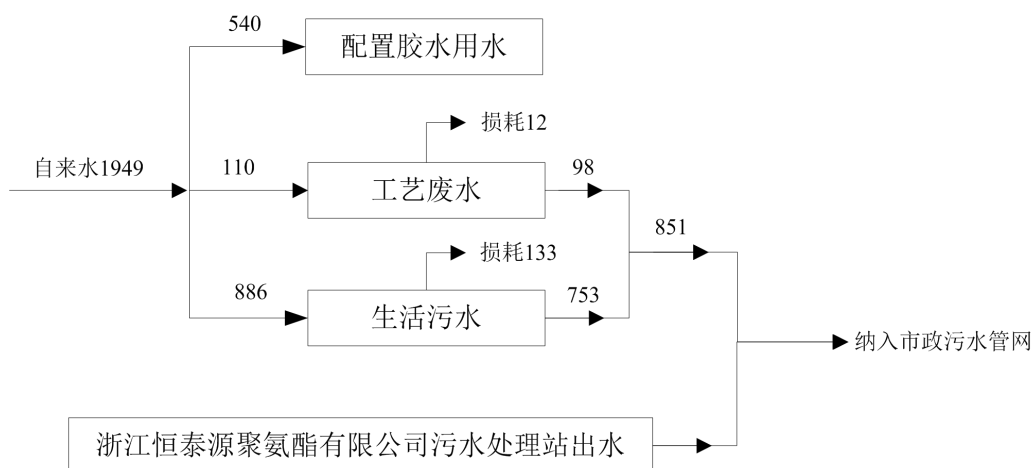 540
配置胶水用水
损耗12
自来水1949
110
工艺废水
98
851
损耗133
886
生活污水
753
纳入市政污水管网
浙江恒泰源聚氨酯有限公司污水处理站出水